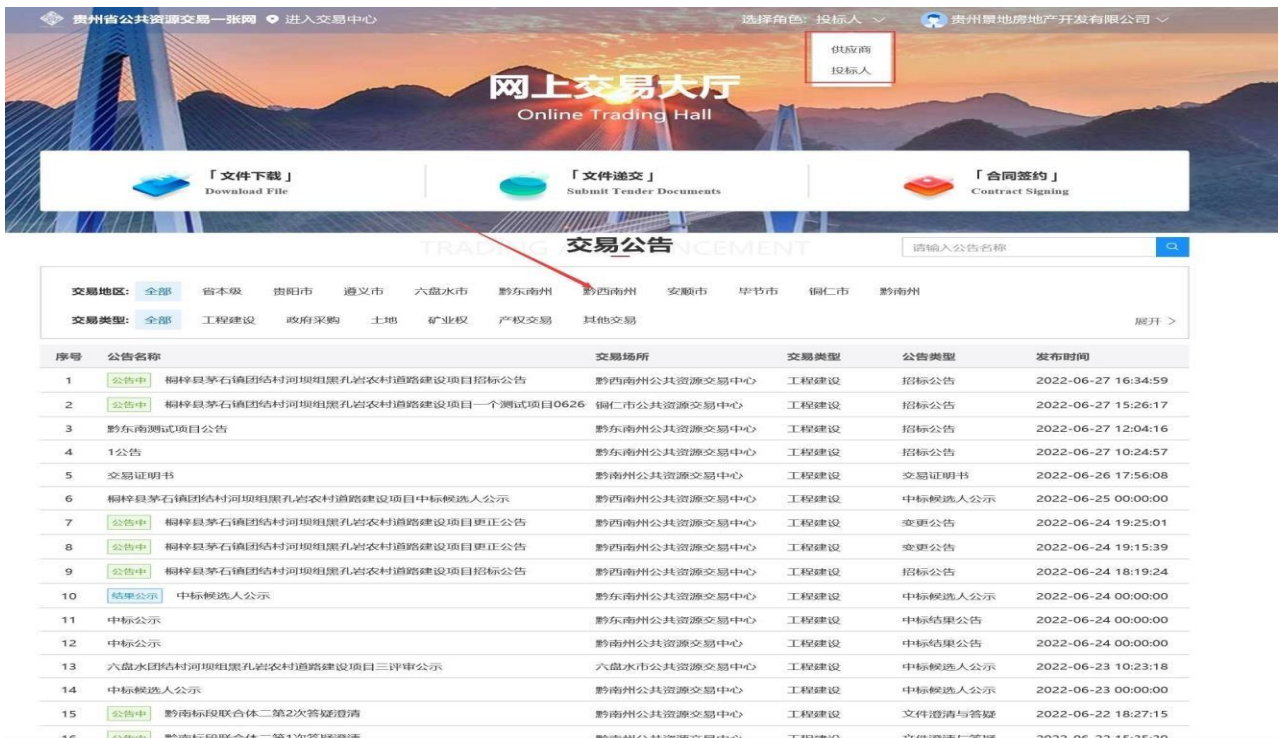 贵州省公共资源交易一张网 进入交易中心 选择角色: 投标人 贵州景地房地产开发有限公司
供应商
投标人
网上交易大厅
Online Trading Hall
「文件下载」 「文件递交」 「合同签约」
Download File Submit Tender Documents Contract Signing
交易公告 请输入公告名称
交易地区: 全部 省本级 贵阳市 遵义市 六盘水市 黔东南州 黔西南州 安顺市 毕节市 铜仁市 黔南州
交易类型: 全部 工程建设 政府采购 土地 矿业权 产权交易 其他交易 展开 >
序号 公告名称 交易场所 交易类型 公告类型 发布时间
1 公告中 桐梓县茅石镇团结村河坝组黑孔岩农村道路建设项目招标公告 黔西南州公共资源交易中心 工程建设 招标公告 2022-06-27 16:34:59
2 公告中 桐梓县茅石镇团结村河坝组黑孔岩农村道路建设项目一个测试项目0626 铜仁市公共资源交易中心 工程建设 招标公告 2022-06-27 15:26:17
3 黔东南测试项目公告 黔东南州公共资源交易中心 工程建设 招标公告 2022-06-27 12:04:16
4 1公告 黔东南州公共资源交易中心 工程建设 招标公告 2022-06-27 10:24:57
5 交易证明书 黔南州公共资源交易中心 工程建设 交易证明书 2022-06-26 17:56:08
6 桐梓县茅石镇团结村河坝组黑孔岩农村道路建设项目中标候选人公示 黔西南州公共资源交易中心 工程建设 中标候选人公示 2022-06-25 00:00:00
7 公告中 桐梓县茅石镇团结村河坝组黑孔岩农村道路建设项目更正公告 黔西南州公共资源交易中心 工程建设 变更公告 2022-06-24 19:25:01
8 公告中 桐梓县茅石镇团结村河坝组黑孔岩农村道路建设项目更正公告 黔西南州公共资源交易中心 工程建设 变更公告 2022-06-24 19:15:39
9 公告中 桐梓县茅石镇团结村河坝组黑孔岩农村道路建设项目招标公告 黔西南州公共资源交易中心 工程建设 招标公告 2022-06-24 18:19:24
10 结果公示 中标候选人公示 黔东南州公共资源交易中心 工程建设 中标候选人公示 2022-06-24 00:00:00
11 中标公示 黔东南州公共资源交易中心 工程建设 中标结果公告 2022-06-24 00:00:00
12 中标公示 黔南州公共资源交易中心 工程建设 中标结果公告 2022-06-24 00:00:00
13 六盘水团结村河坝组黑孔岩农村道路建设项目三评审公示 六盘水市公共资源交易中心 工程建设 中标候选人公示 2022-06-23 10:23:18
14 中标候选人公示 黔南州公共资源交易中心 工程建设 中标候选人公示 2022-06-23 00:00:00
15 公告中 黔南标段联合体二第2次答疑澄清 黔南州公共资源交易中心 工程建设 文件澄清与答疑 2022-06-22 18:27:15